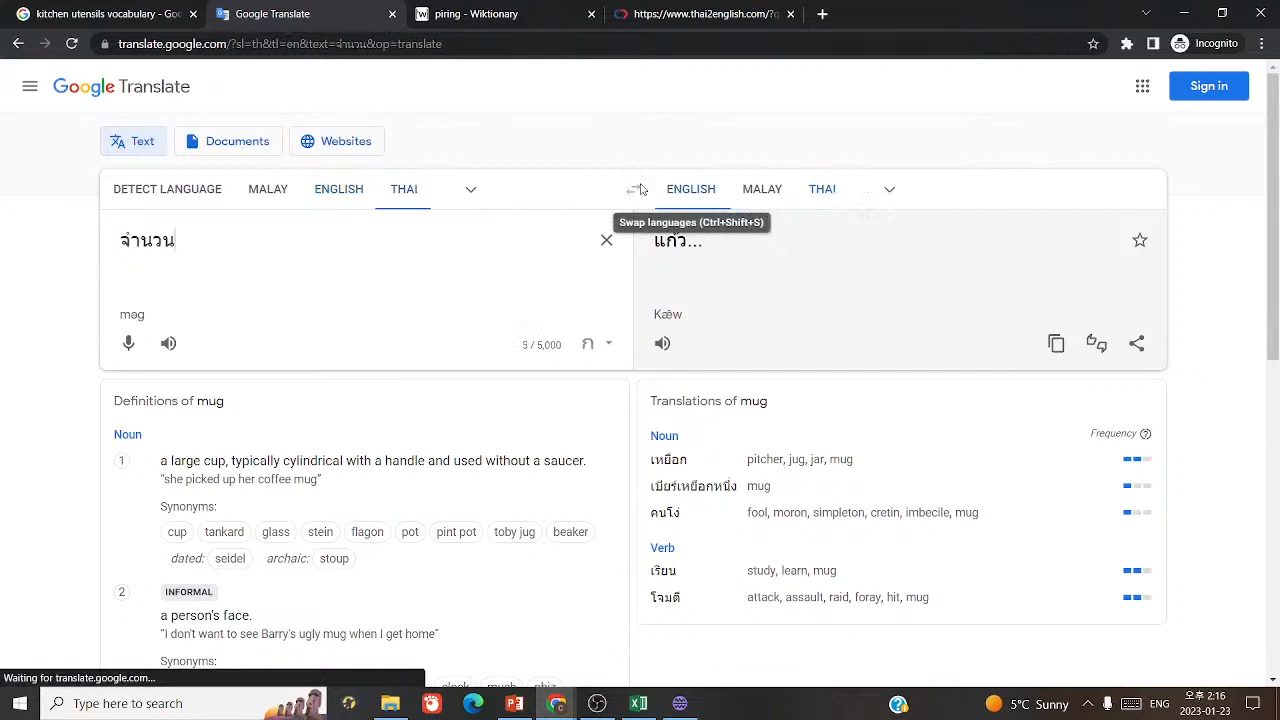 kitchen utensils vocabulary - Goo
Google Translate
piring - Wiktionary
https://www.thai2english.com/?q
translate.google.com/?sl=th&tl=en&text=จำนวน&op=translate
Incognito
Google Translate
Sign in
Text
Documents
Websites
DETECT LANGUAGE
MALAY
ENGLISH
THAI
ENGLISH
MALAY
THAI
Swap languages (Ctrl+Shift+S)
จำนวน
แก้ว...
məg
Kæ̂w
5 / 5,000
ก
Definitions of mug
Noun
1
a large cup, typically cylindrical with a handle and used without a saucer.
“she picked up her coffee mug”
Synonyms:
cup
tankard
glass
stein
flagon
pot
pint pot
toby jug
beaker
dated:
seidel
archaic:
stoup
2
INFORMAL
a person's face.
“I don't want to see Barry's ugly mug when I get home”
Synonyms:
Translations of mug
Noun
Frequency
เหยือก
pitcher, jug, jar, mug
เบียร์เหยือกหนึ่ง
mug
คนโง่
fool, moron, simpleton, cretin, imbecile, mug
Verb
เรียน
study, learn, mug
โจมตี
attack, assault, raid, foray, hit, mug
Waiting for translate.google.com...
Type here to search
5°C Sunny
오후 2:16
2023-01-23